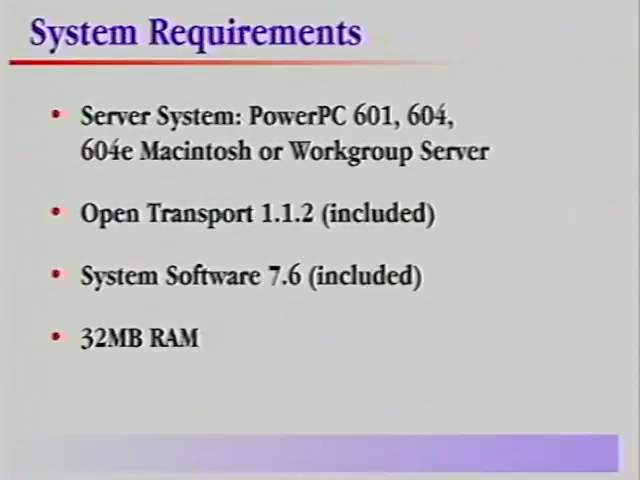 System Requirements
• Server System: PowerPC 601, 604,
604e Macintosh or Workgroup Server
• Open Transport 1.1.2 (included)
• System Software 7.6 (included)
• 32MB RAM